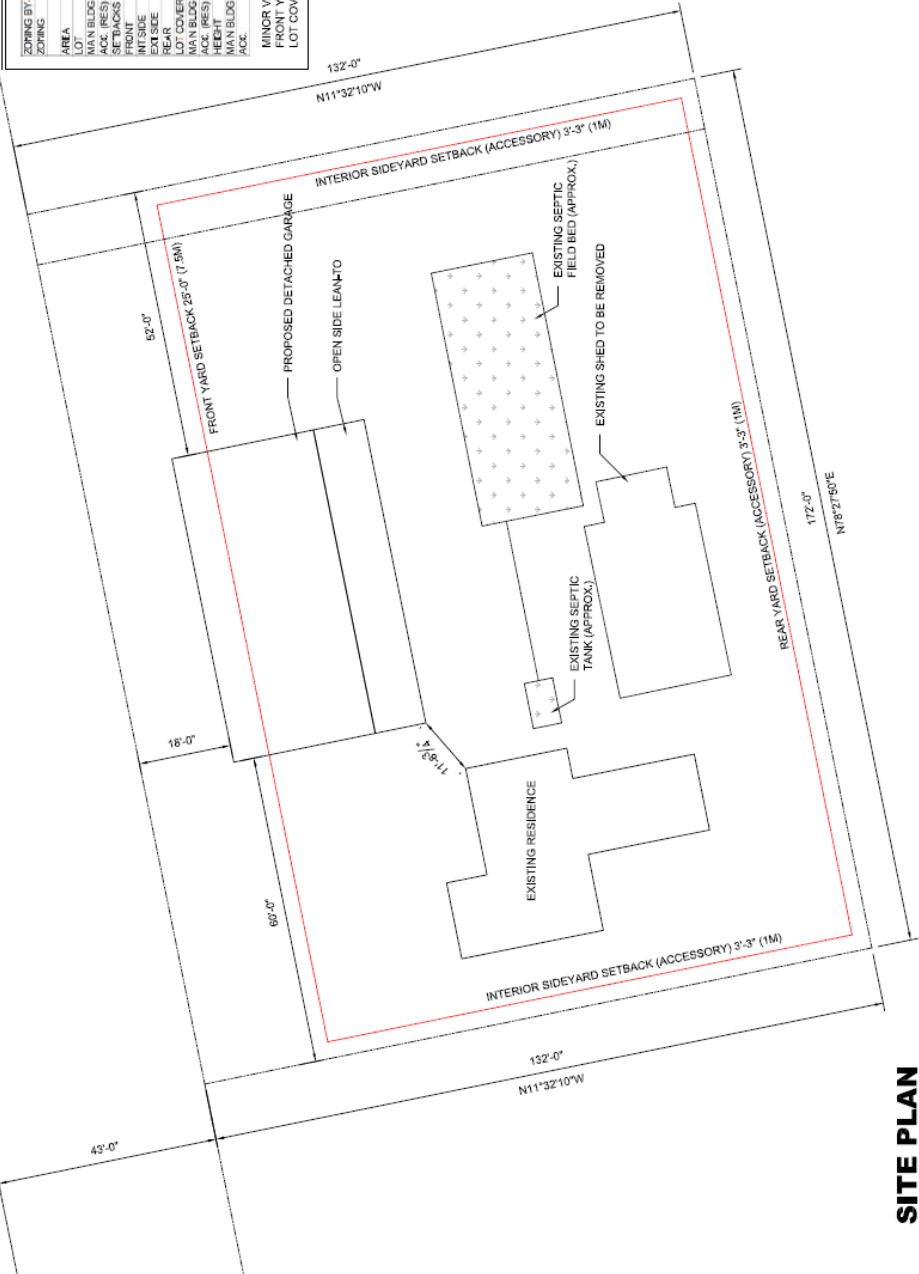 ZONING BY-
ZONING
AREA
LOT
MAIN BLDG
ACC. (RES)
SETBACKS
FRONT
INT.SIDE
EXT.SIDE
REAR
LOT COVER
MAIN BLDG
ACC. (RES)
HEIGHT
MAIN BLDG
ACC.
MINOR V
FRONT Y
LOT COV
132'-0"
N11°32'10"W
INTERIOR SIDEYARD SETBACK (ACCESSORY) 3'-3" (1M)
52'-0"
FRONT YARD SETBACK 25'-0" (7.5M)
PROPOSED DETACHED GARAGE
OPEN SIDE LEAN-TO
EXISTING SEPTIC
FIELD BED (APPROX.)
EXISTING SHED TO BE REMOVED
18'-0"
11'-8 3/4"
EXISTING SEPTIC
TANK (APPROX.)
REAR YARD SETBACK (ACCESSORY) 3'-3" (1M)
172'-0"
N78°27'50"E
EXISTING RESIDENCE
60'-0"
INTERIOR SIDEYARD SETBACK (ACCESSORY) 3'-3" (1M)
132'-0"
N11°32'10"W
43'-0"
SITE PLAN